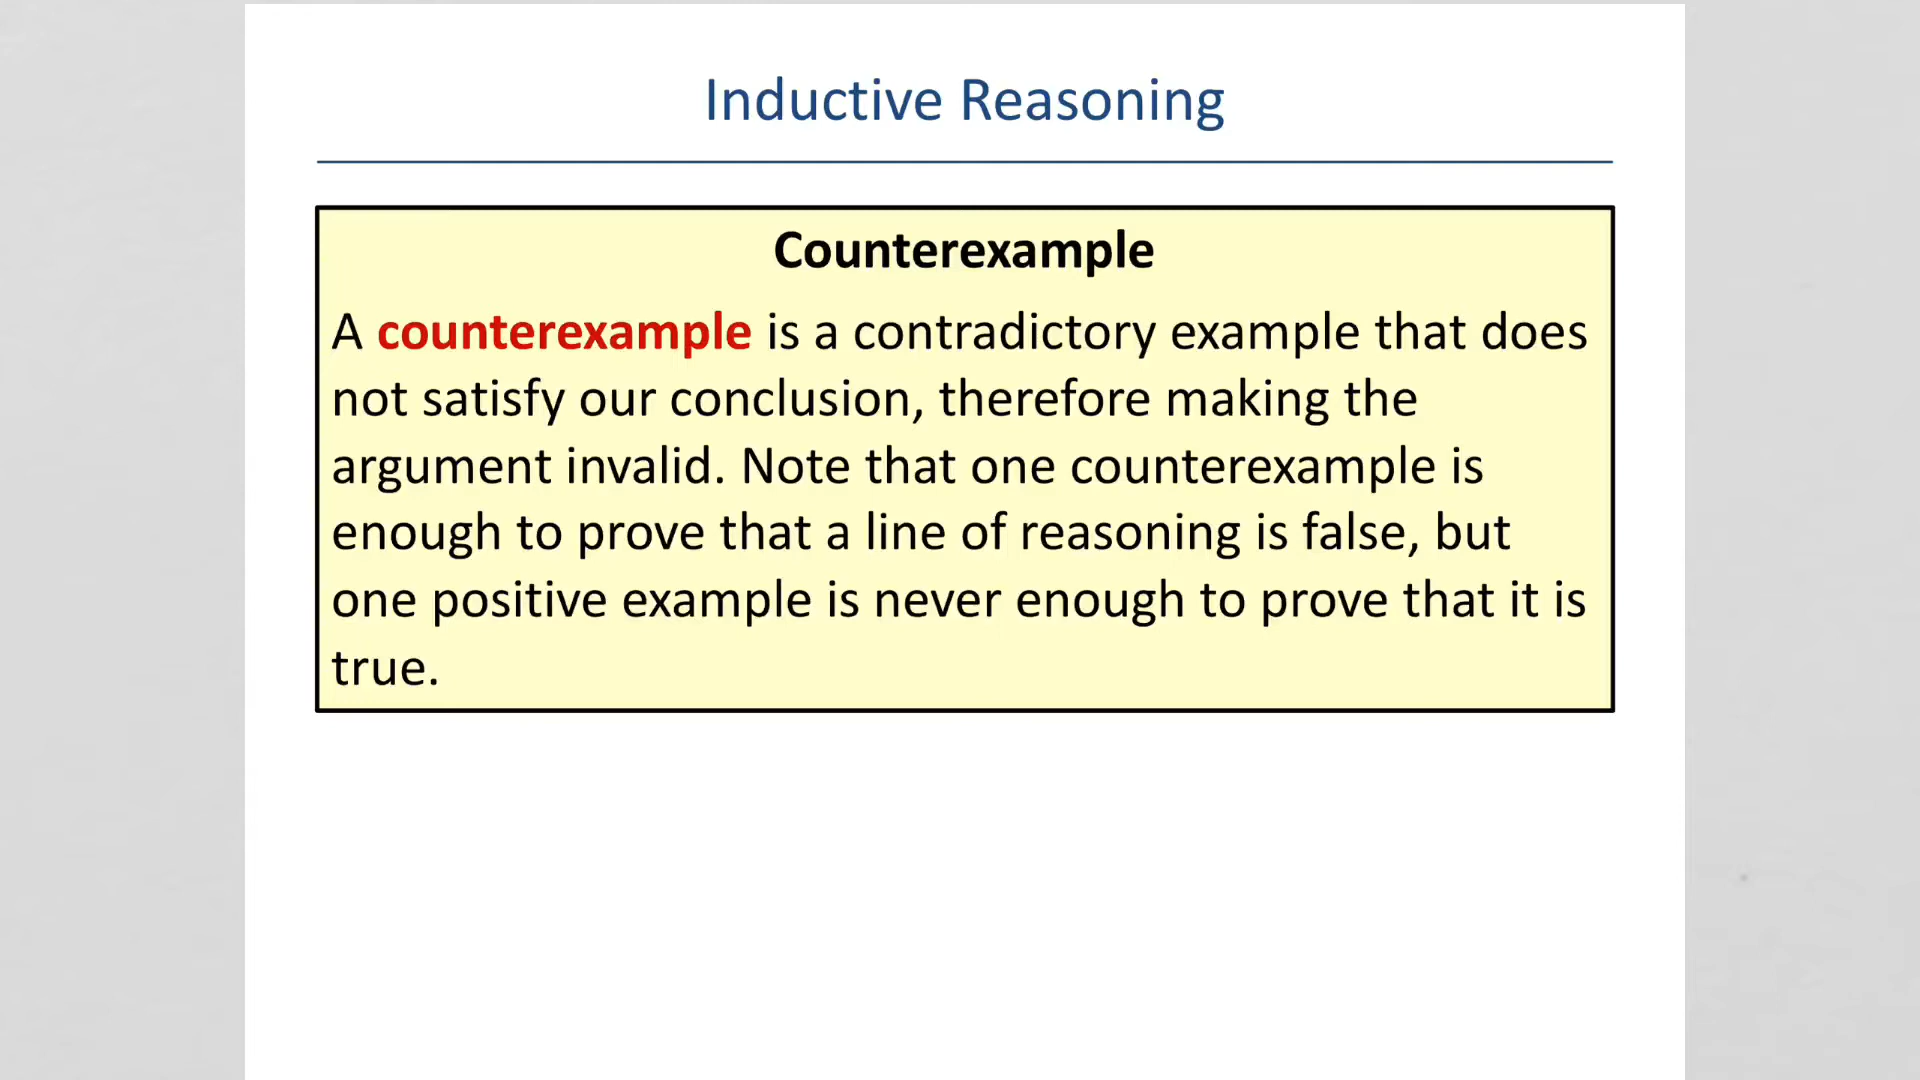 Inductive Reasoning
Counterexample
A counterexample is a contradictory example that does
not satisfy our conclusion, therefore making the
argument invalid. Note that one counterexample is
enough to prove that a line of reasoning is false, but
one positive example is never enough to prove that it is
true.